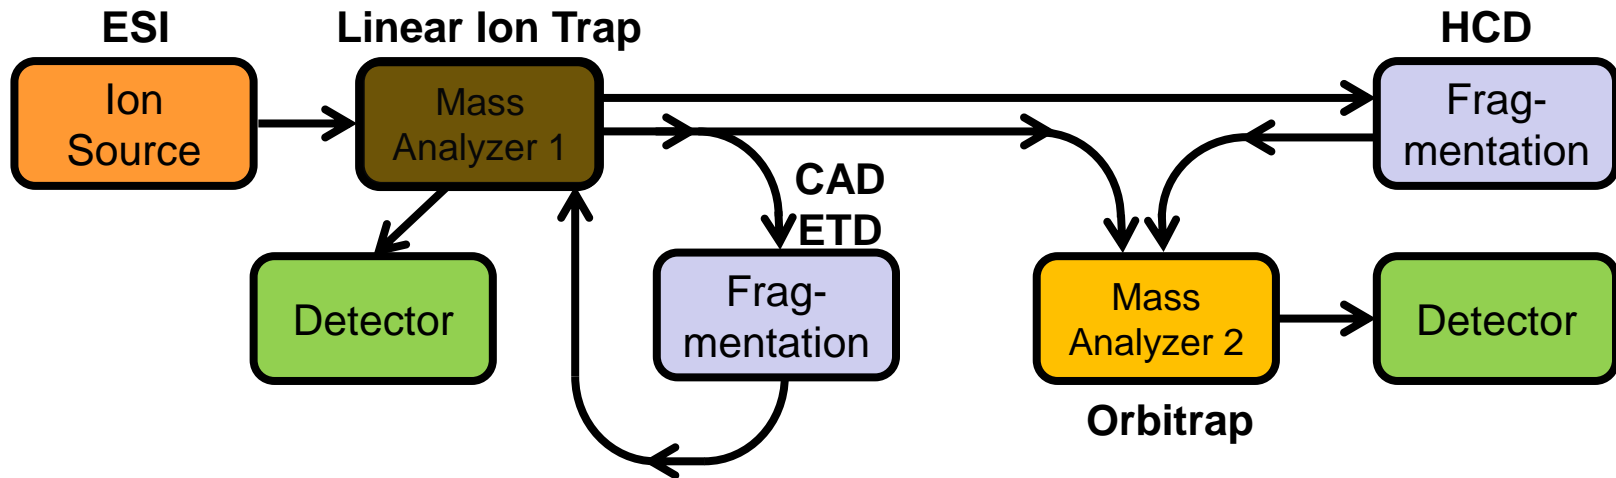 ESI
Linear Ion Trap
HCD
Ion
Source
Mass
Analyzer 1
Frag-
mentation
CAD
ETD
Detector
Frag-
mentation
Mass
Analyzer 2
Detector
Orbitrap